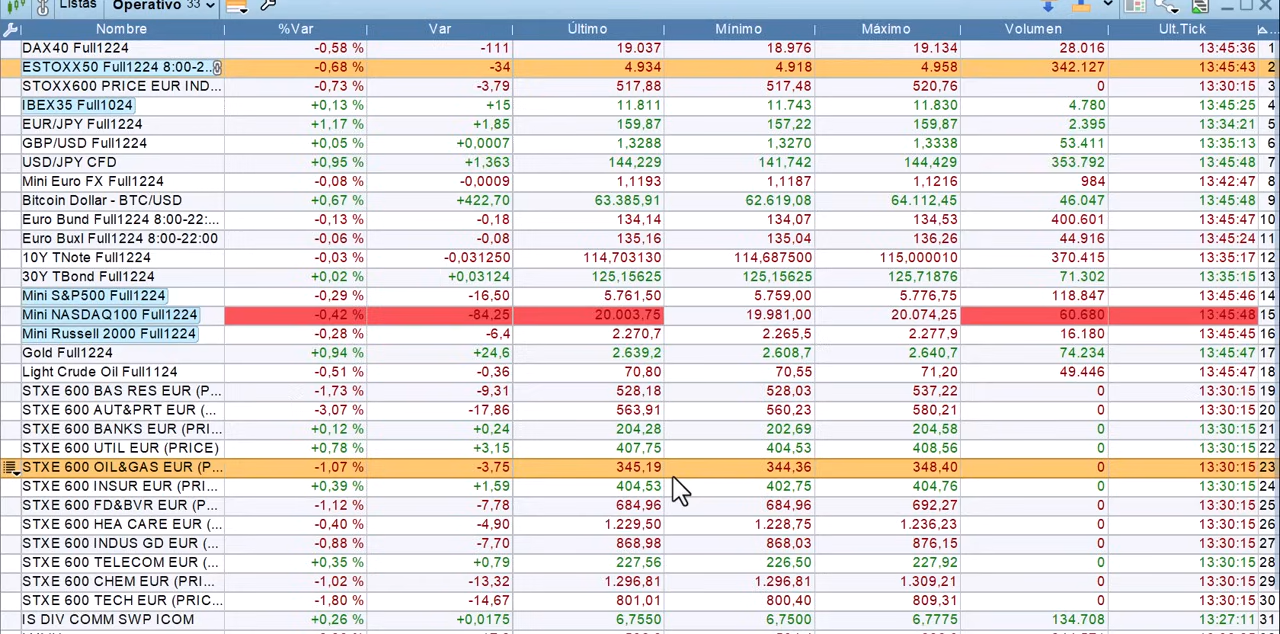 Listas Operativo 33
Nombre %Var Var Último Mínimo Máximo Volumen Ult.Tick
DAX40 Full1224 -0,58 % -111 19.037 18.976 19.134 28.016 13:45:36 1
ESTOXX50 Full1224 8:00-2... -0,68 % -34 4.934 4.918 4.958 342.127 13:45:43 2
STOXX600 PRICE EUR IND... -0,73 % -3,79 517,88 517,48 520,76 0 13:30:15 3
IBEX35 Full1024 +0,13 % +15 11.811 11.743 11.830 4.780 13:45:25 4
EUR/JPY Full1224 +1,17 % +1,85 159,87 157,22 159,87 2.395 13:34:21 5
GBP/USD Full1224 +0,05 % +0,0007 1,3288 1,3270 1,3338 53.411 13:35:13 6
USD/JPY CFD +0,95 % +1,363 144,229 141,742 144,429 353.792 13:45:48 7
Mini Euro FX Full1224 -0,08 % -0,0009 1,1193 1,1187 1,1216 984 13:42:47 8
Bitcoin Dollar - BTC/USD +0,67 % +422,70 63.385,91 62.619,08 64.112,45 46.047 13:45:48 9
Euro Bund Full1224 8:00-22:... -0,13 % -0,18 134,14 134,07 134,53 400.601 13:45:47 10
Euro Buxl Full1224 8:00-22:00 -0,06 % -0,08 135,16 135,04 136,26 44.916 13:45:24 11
10Y TNote Full1224 -0,03 % -0,031250 114,703130 114,687500 115,000010 370.415 13:35:17 12
30Y TBond Full1224 +0,02 % +0,03124 125,15625 125,15625 125,71876 71.302 13:35:15 13
Mini S&P500 Full1224 -0,29 % -16,50 5.761,50 5.759,00 5.776,75 118.847 13:45:46 14
Mini NASDAQ100 Full1224 -0,42 % -84,25 20.003,75 19.981,00 20.074,25 60.680 13:45:48 15
Mini Russell 2000 Full1224 -0,28 % -6,4 2.270,7 2.265,5 2.277,9 16.180 13:45:45 16
Gold Full1224 +0,94 % +24,6 2.639,2 2.608,7 2.640,7 74.234 13:45:47 17
Light Crude Oil Full1124 -0,51 % -0,36 70,80 70,55 71,20 49.446 13:45:47 18
STXE 600 BAS RES EUR (P... -1,73 % -9,31 528,18 528,03 537,22 0 13:30:15 19
STXE 600 AUT&PRT EUR (... -3,07 % -17,86 563,91 560,23 580,21 0 13:30:15 20
STXE 600 BANKS EUR (PRI... +0,12 % +0,24 204,28 202,69 204,58 0 13:30:15 21
STXE 600 UTIL EUR (PRICE) +0,78 % +3,15 407,75 404,53 408,56 0 13:30:15 22
STXE 600 OIL&GAS EUR (P... -1,07 % -3,75 345,19 344,36 348,40 0 13:30:15 23
STXE 600 INSUR EUR (PRI... +0,39 % +1,59 404,53 402,75 404,76 0 13:30:15 24
STXE 600 FD&BVR EUR (P... -1,12 % -7,78 684,96 684,96 692,27 0 13:30:15 25
STXE 600 HEA CARE EUR (... -0,40 % -4,90 1.229,50 1.228,75 1.236,23 0 13:30:15 26
STXE 600 INDUS GD EUR (... -0,88 % -7,70 868,98 868,03 876,15 0 13:30:15 27
STXE 600 TELECOM EUR (... +0,35 % +0,79 227,56 226,50 227,92 0 13:30:15 28
STXE 600 CHEM EUR (PRI... -1,02 % -13,32 1.296,81 1.296,81 1.309,21 0 13:30:15 29
STXE 600 TECH EUR (PRIC... -1,80 % -14,67 801,01 800,40 809,31 0 13:30:15 30
IS DIV COMM SWP ICOM +0,26 % +0,0175 6,7550 6,7500 6,7775 134.708 13:27:11 31